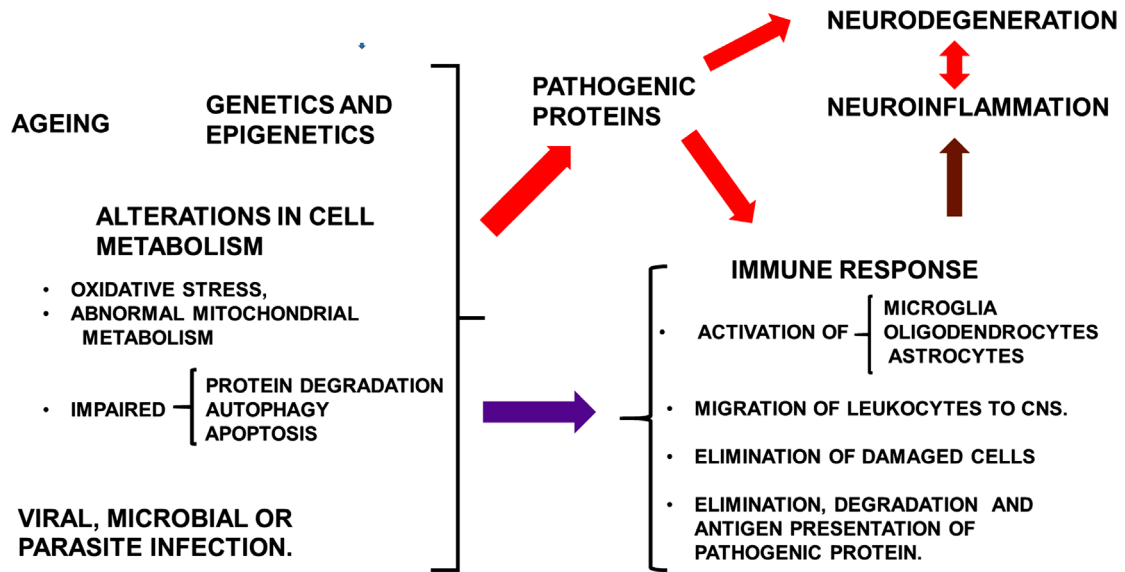 AGEING
GENETICS AND
EPIGENETICS
ALTERATIONS IN CELL
METABOLISM
• OXIDATIVE STRESS,
• ABNORMAL MITOCHONDRIAL
METABOLISM
• IMPAIRED
PROTEIN DEGRADATION
AUTOPHAGY
APOPTOSIS
VIRAL, MICROBIAL OR
PARASITE INFECTION.
PATHOGENIC
PROTEINS
NEURODEGENERATION
NEUROINFLAMMATION
IMMUNE RESPONSE
• ACTIVATION OF
MICROGLIA
OLIGODENDROCYTES
ASTROCYTES
• MIGRATION OF LEUKOCYTES TO CNS.
• ELIMINATION OF DAMAGED CELLS
• ELIMINATION, DEGRADATION AND
ANTIGEN PRESENTATION OF
PATHOGENIC PROTEIN.